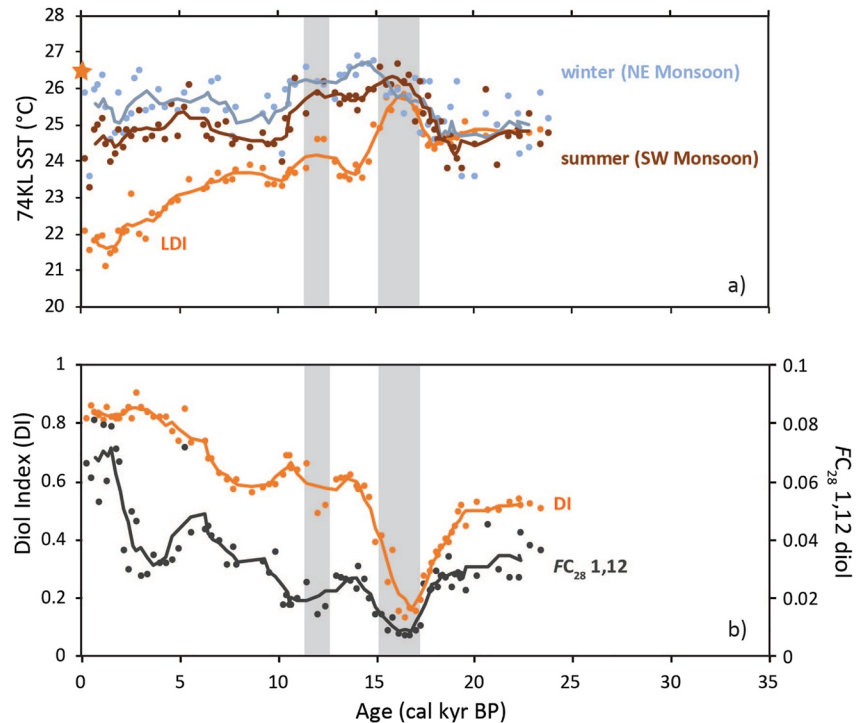 28
27
26
25
24
23
22
21
20
74KL SST (°C)
winter (NE Monsoon)
summer (SW Monsoon)
LDI
a)
1
0.8
0.6
0.4
0.2
0
Diol Index (DI)
0.1
0.08
0.06
0.04
0.02
0
FC28 1,12 diol
DI
FC28 1,12
b)
0 5 10 15 20 25 30 35
Age (cal kyr BP)